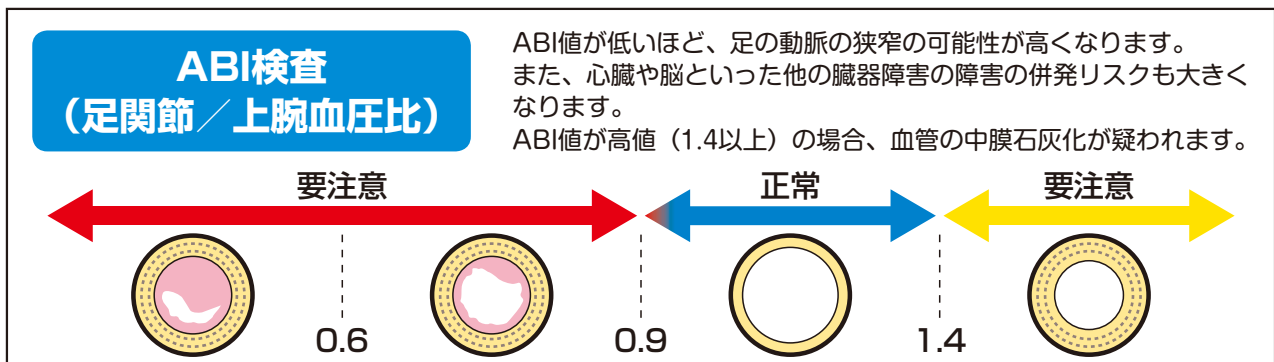 ABI検査
（足関節／上腕血圧比）
ABI値が低いほど、足の動脈の狭窄の可能性が高くなります。
また、心臓や脳といった他の臓器障害の障害の併発リスクも大きく
なります。
ABI値が高値（1.4以上）の場合、血管の中膜石灰化が疑われます。
要注意
正常
要注意
0.6
0.9
1.4